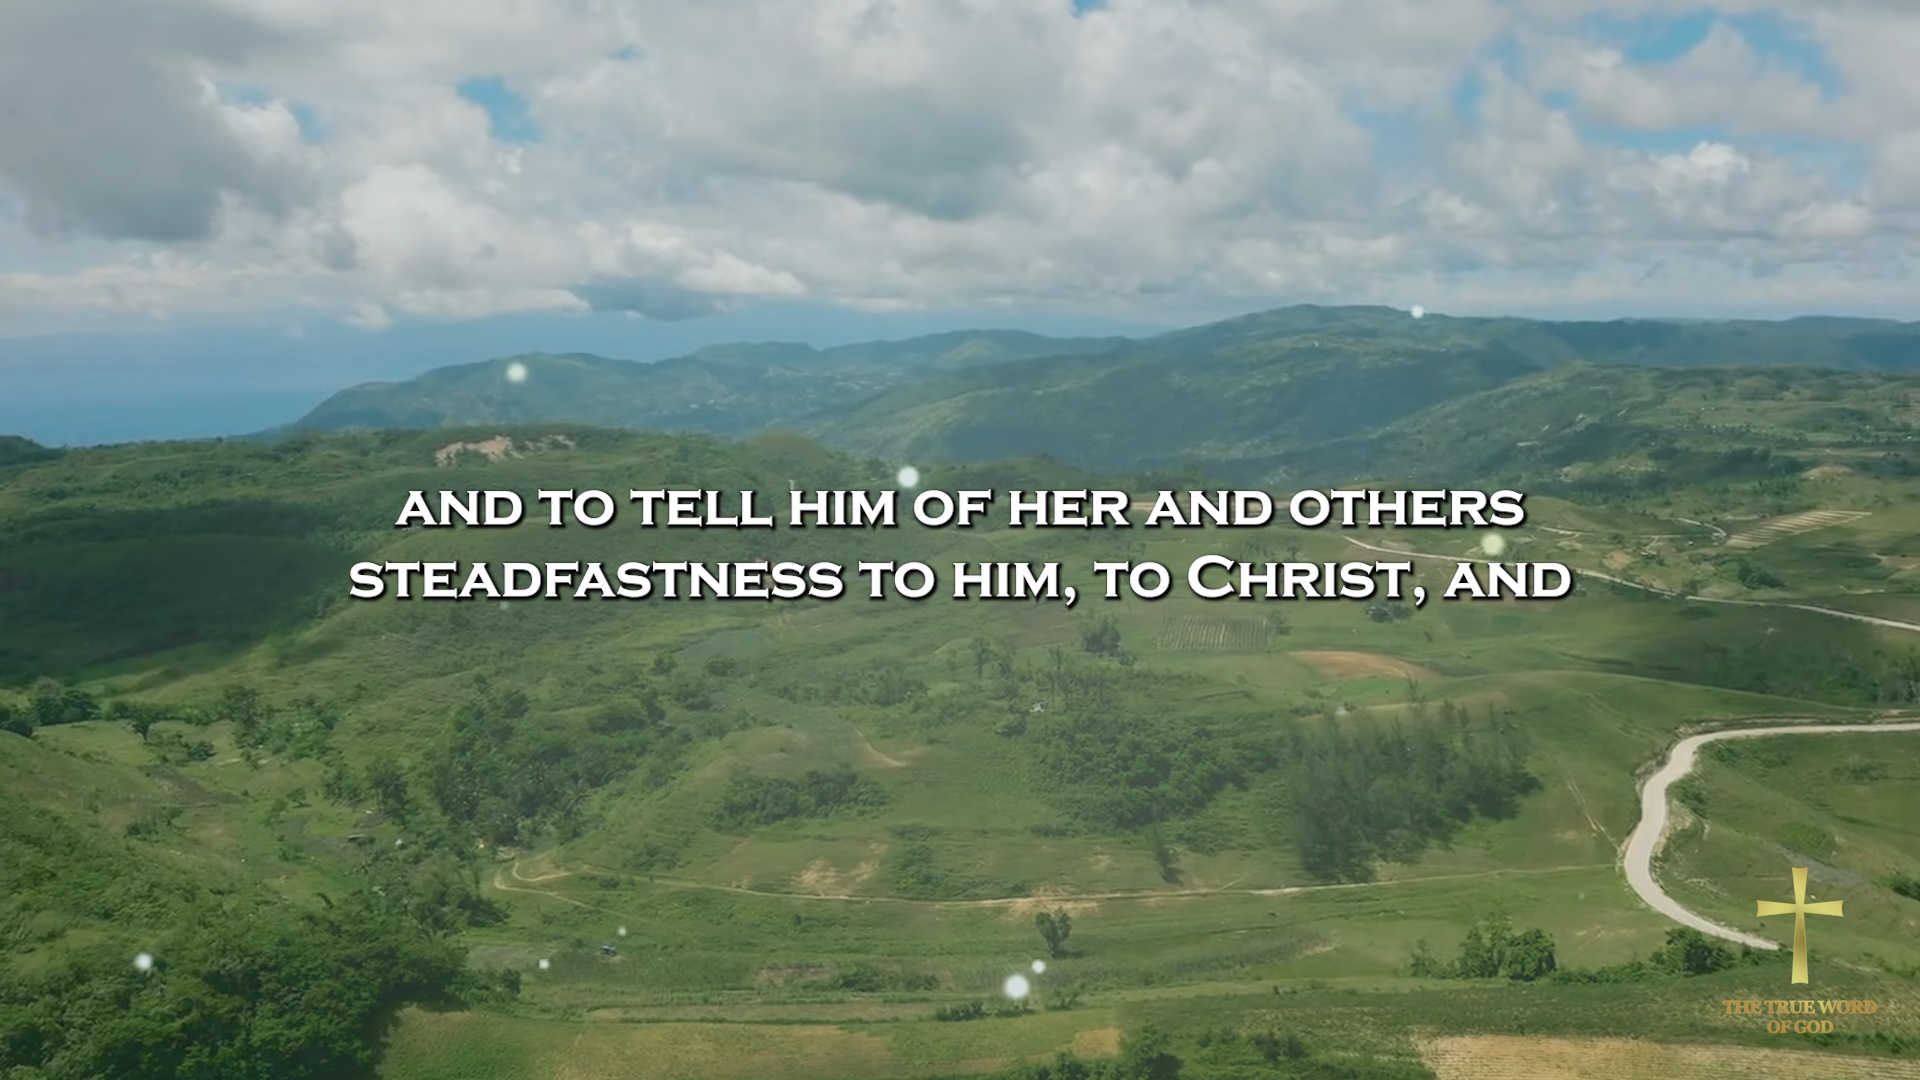 AND TO TELL HIM OF HER AND OTHERS
STEADFASTNESS TO HIM, TO CHRIST, AND
THE TRUE WORD
OF GOD